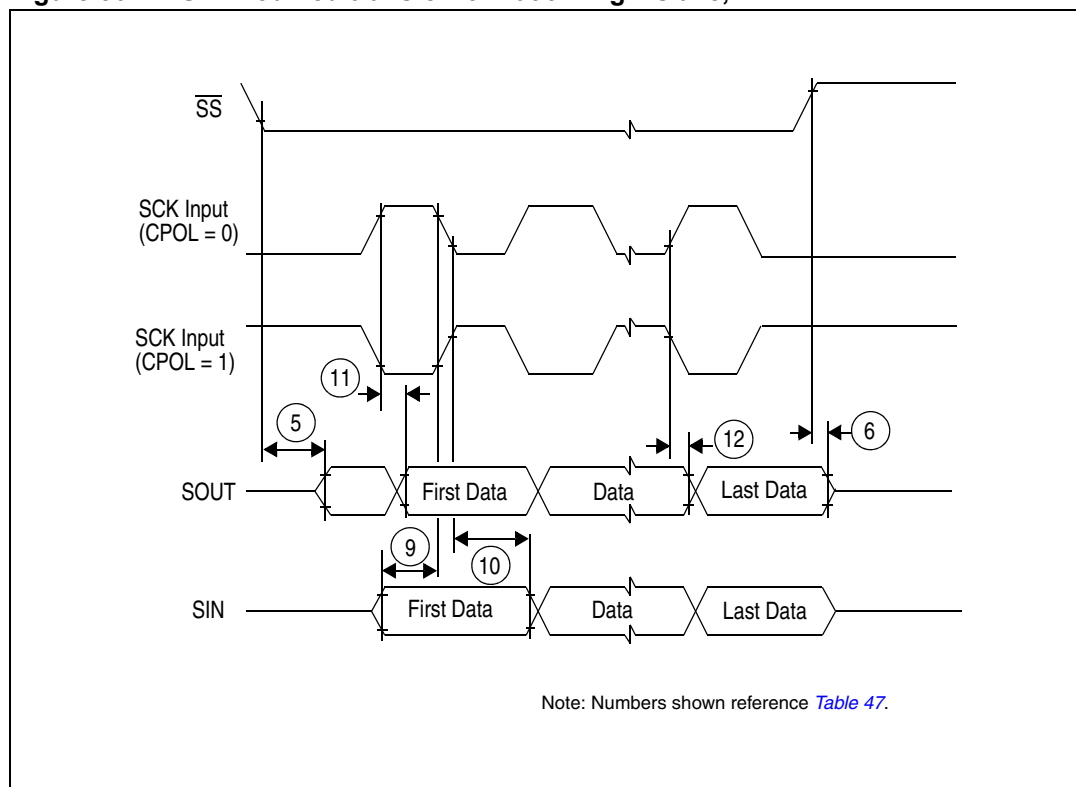 SS
SCK Input
(CPOL = 0)
SCK Input
(CPOL = 1)
11
5
12
6
SOUT
First Data
Data
Last Data
9
10
SIN
First Data
Data
Last Data
Note: Numbers shown reference Table 47.